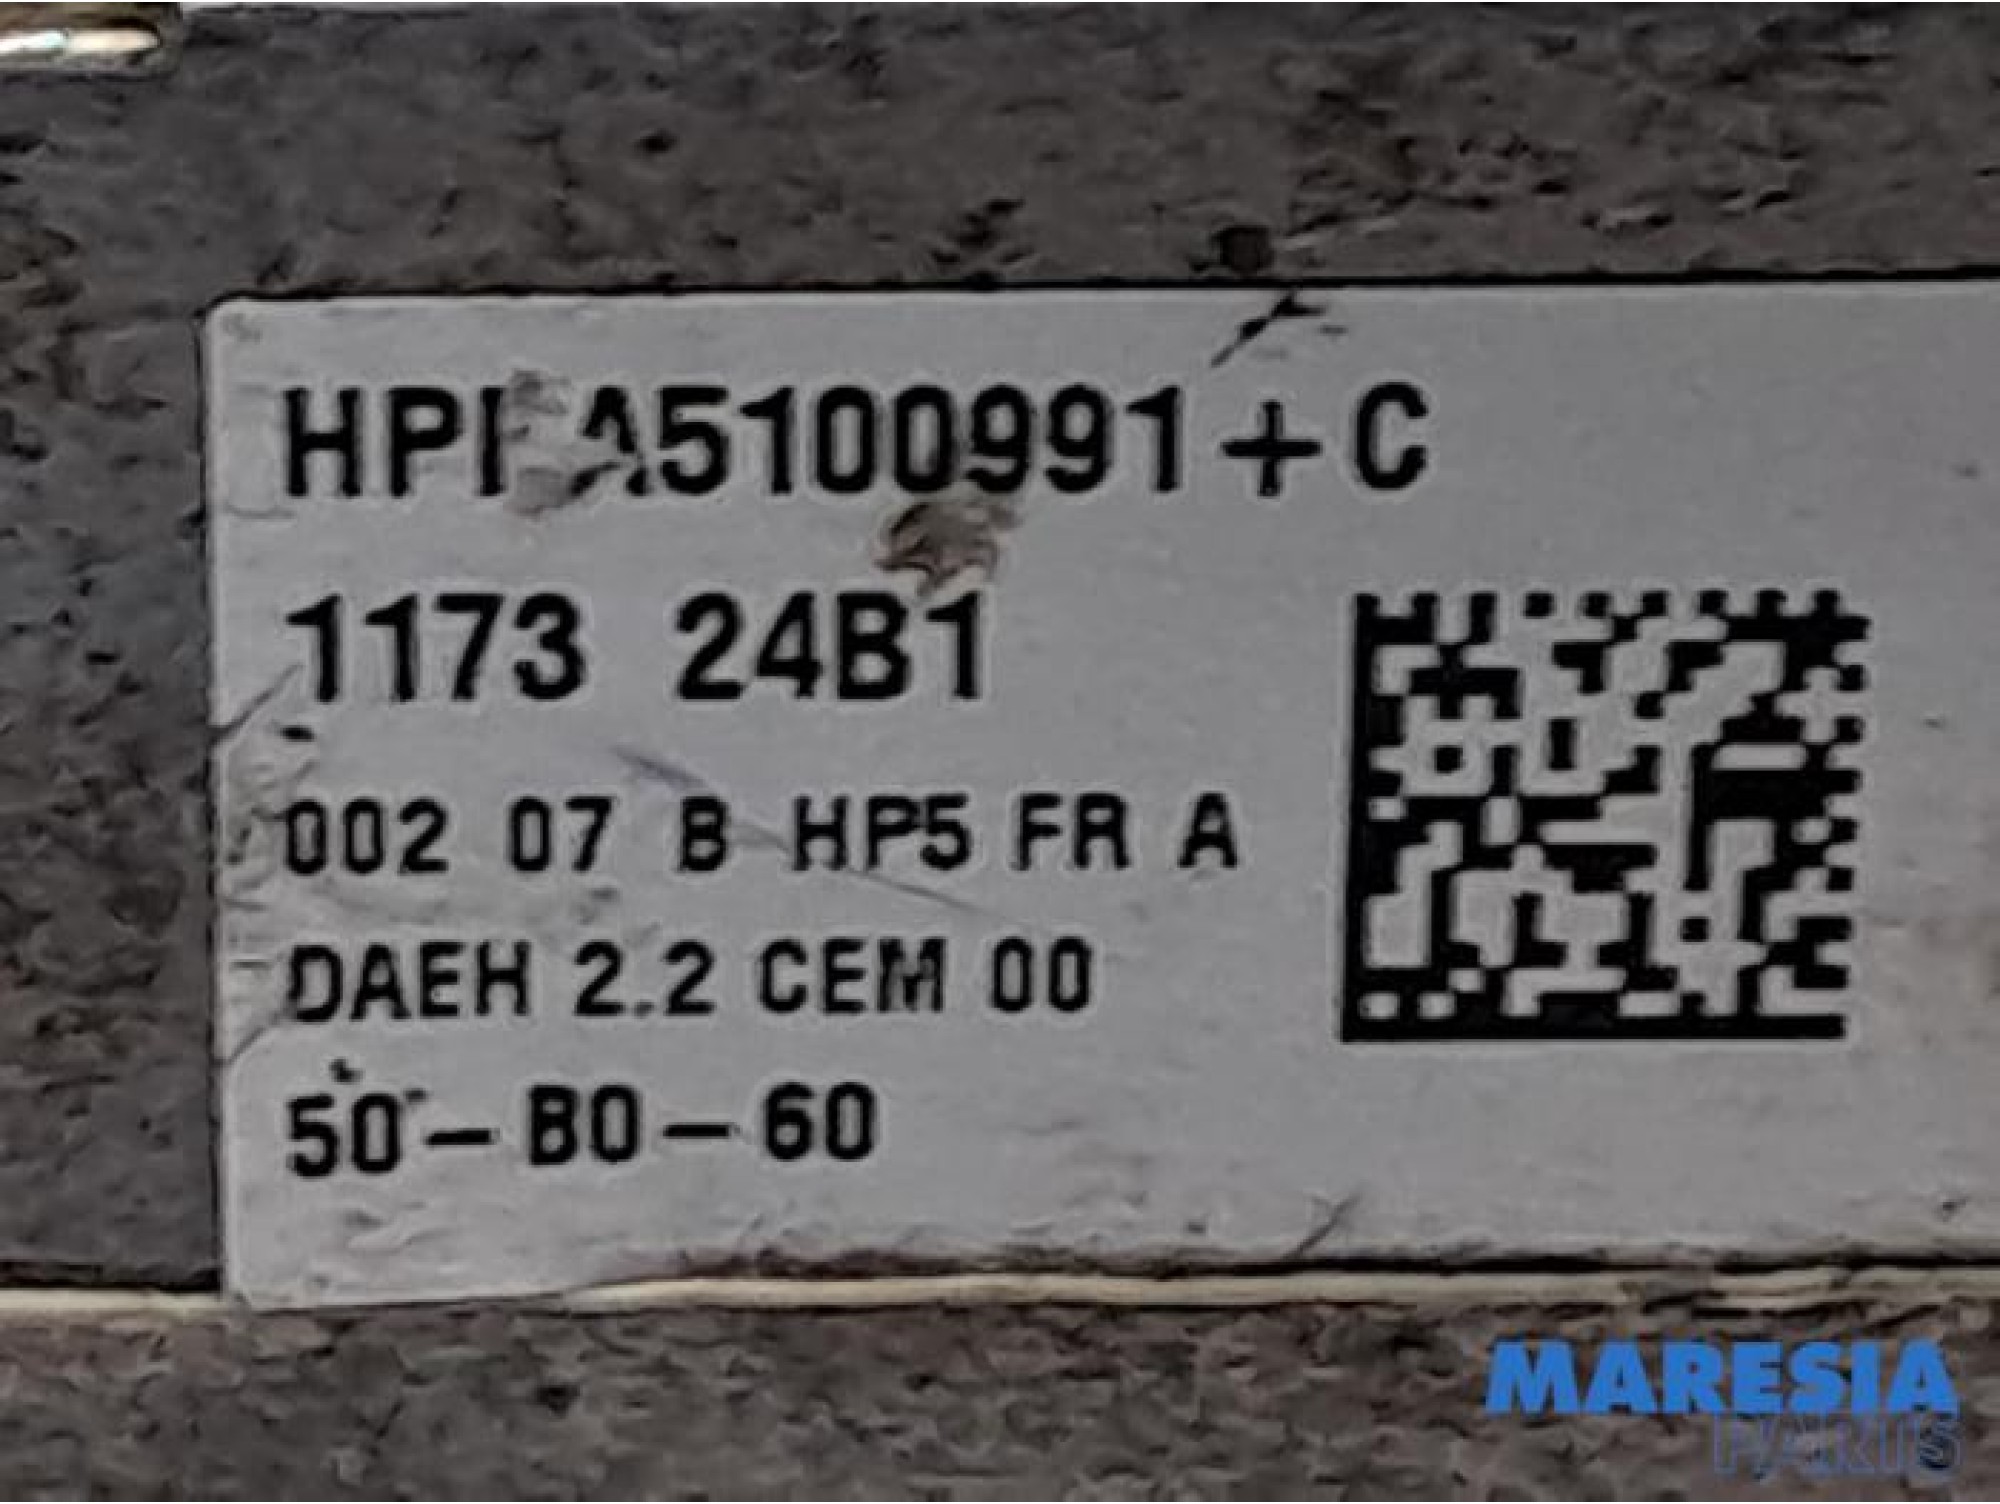 HPI A5100991+C
1173 24B1
002 07 B HP5 FR A
DAEH 2.2 CEM 00
50-B0-60
MARESIA
PARTS